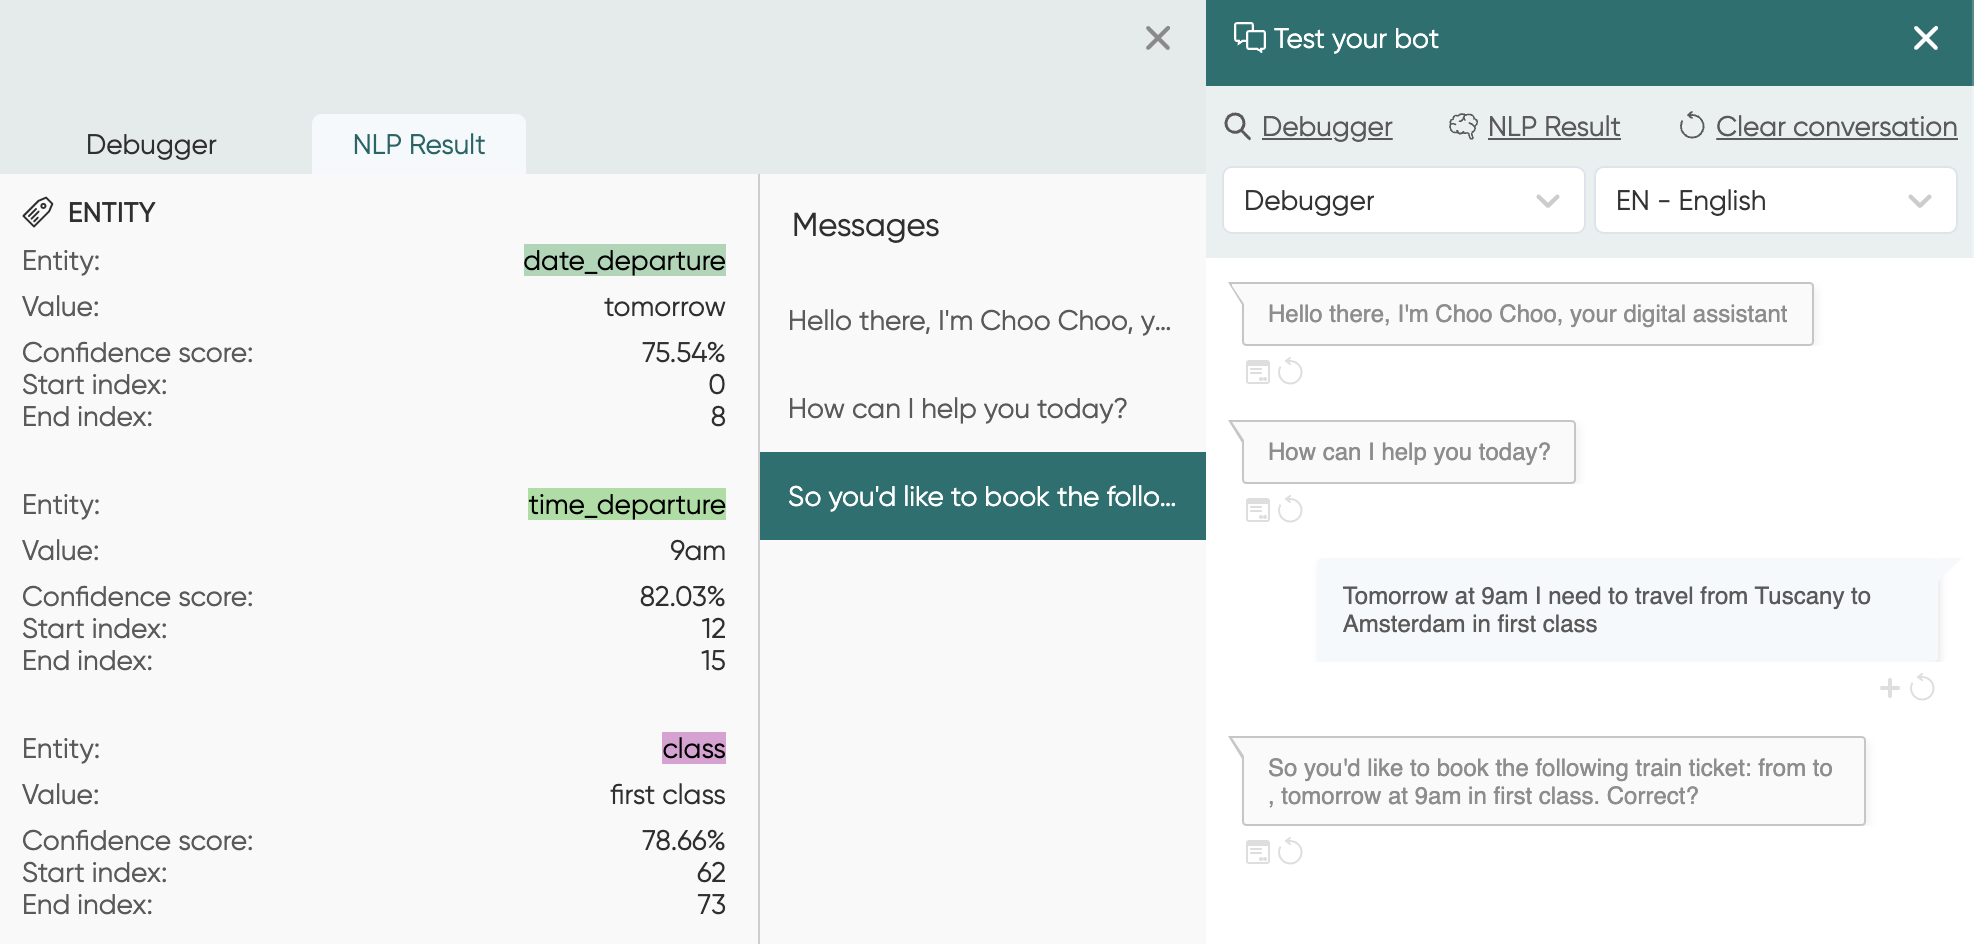 Debugger
NLP Result
ENTITY
Entity: date_departure
Value: tomorrow
Confidence score: 75.54%
Start index: 0
End index: 8
Entity: time_departure
Value: 9am
Confidence score: 82.03%
Start index: 12
End index: 15
Entity: class
Value: first class
Confidence score: 78.66%
Start index: 62
End index: 73
Messages
Hello there, I'm Choo Choo, y...
How can I help you today?
So you'd like to book the follo...
Test your bot
Debugger
NLP Result
Clear conversation
Debugger
EN - English
Hello there, I'm Choo Choo, your digital assistant
How can I help you today?
Tomorrow at 9am I need to travel from Tuscany to
Amsterdam in first class
So you'd like to book the following train ticket: from to
, tomorrow at 9am in first class. Correct?